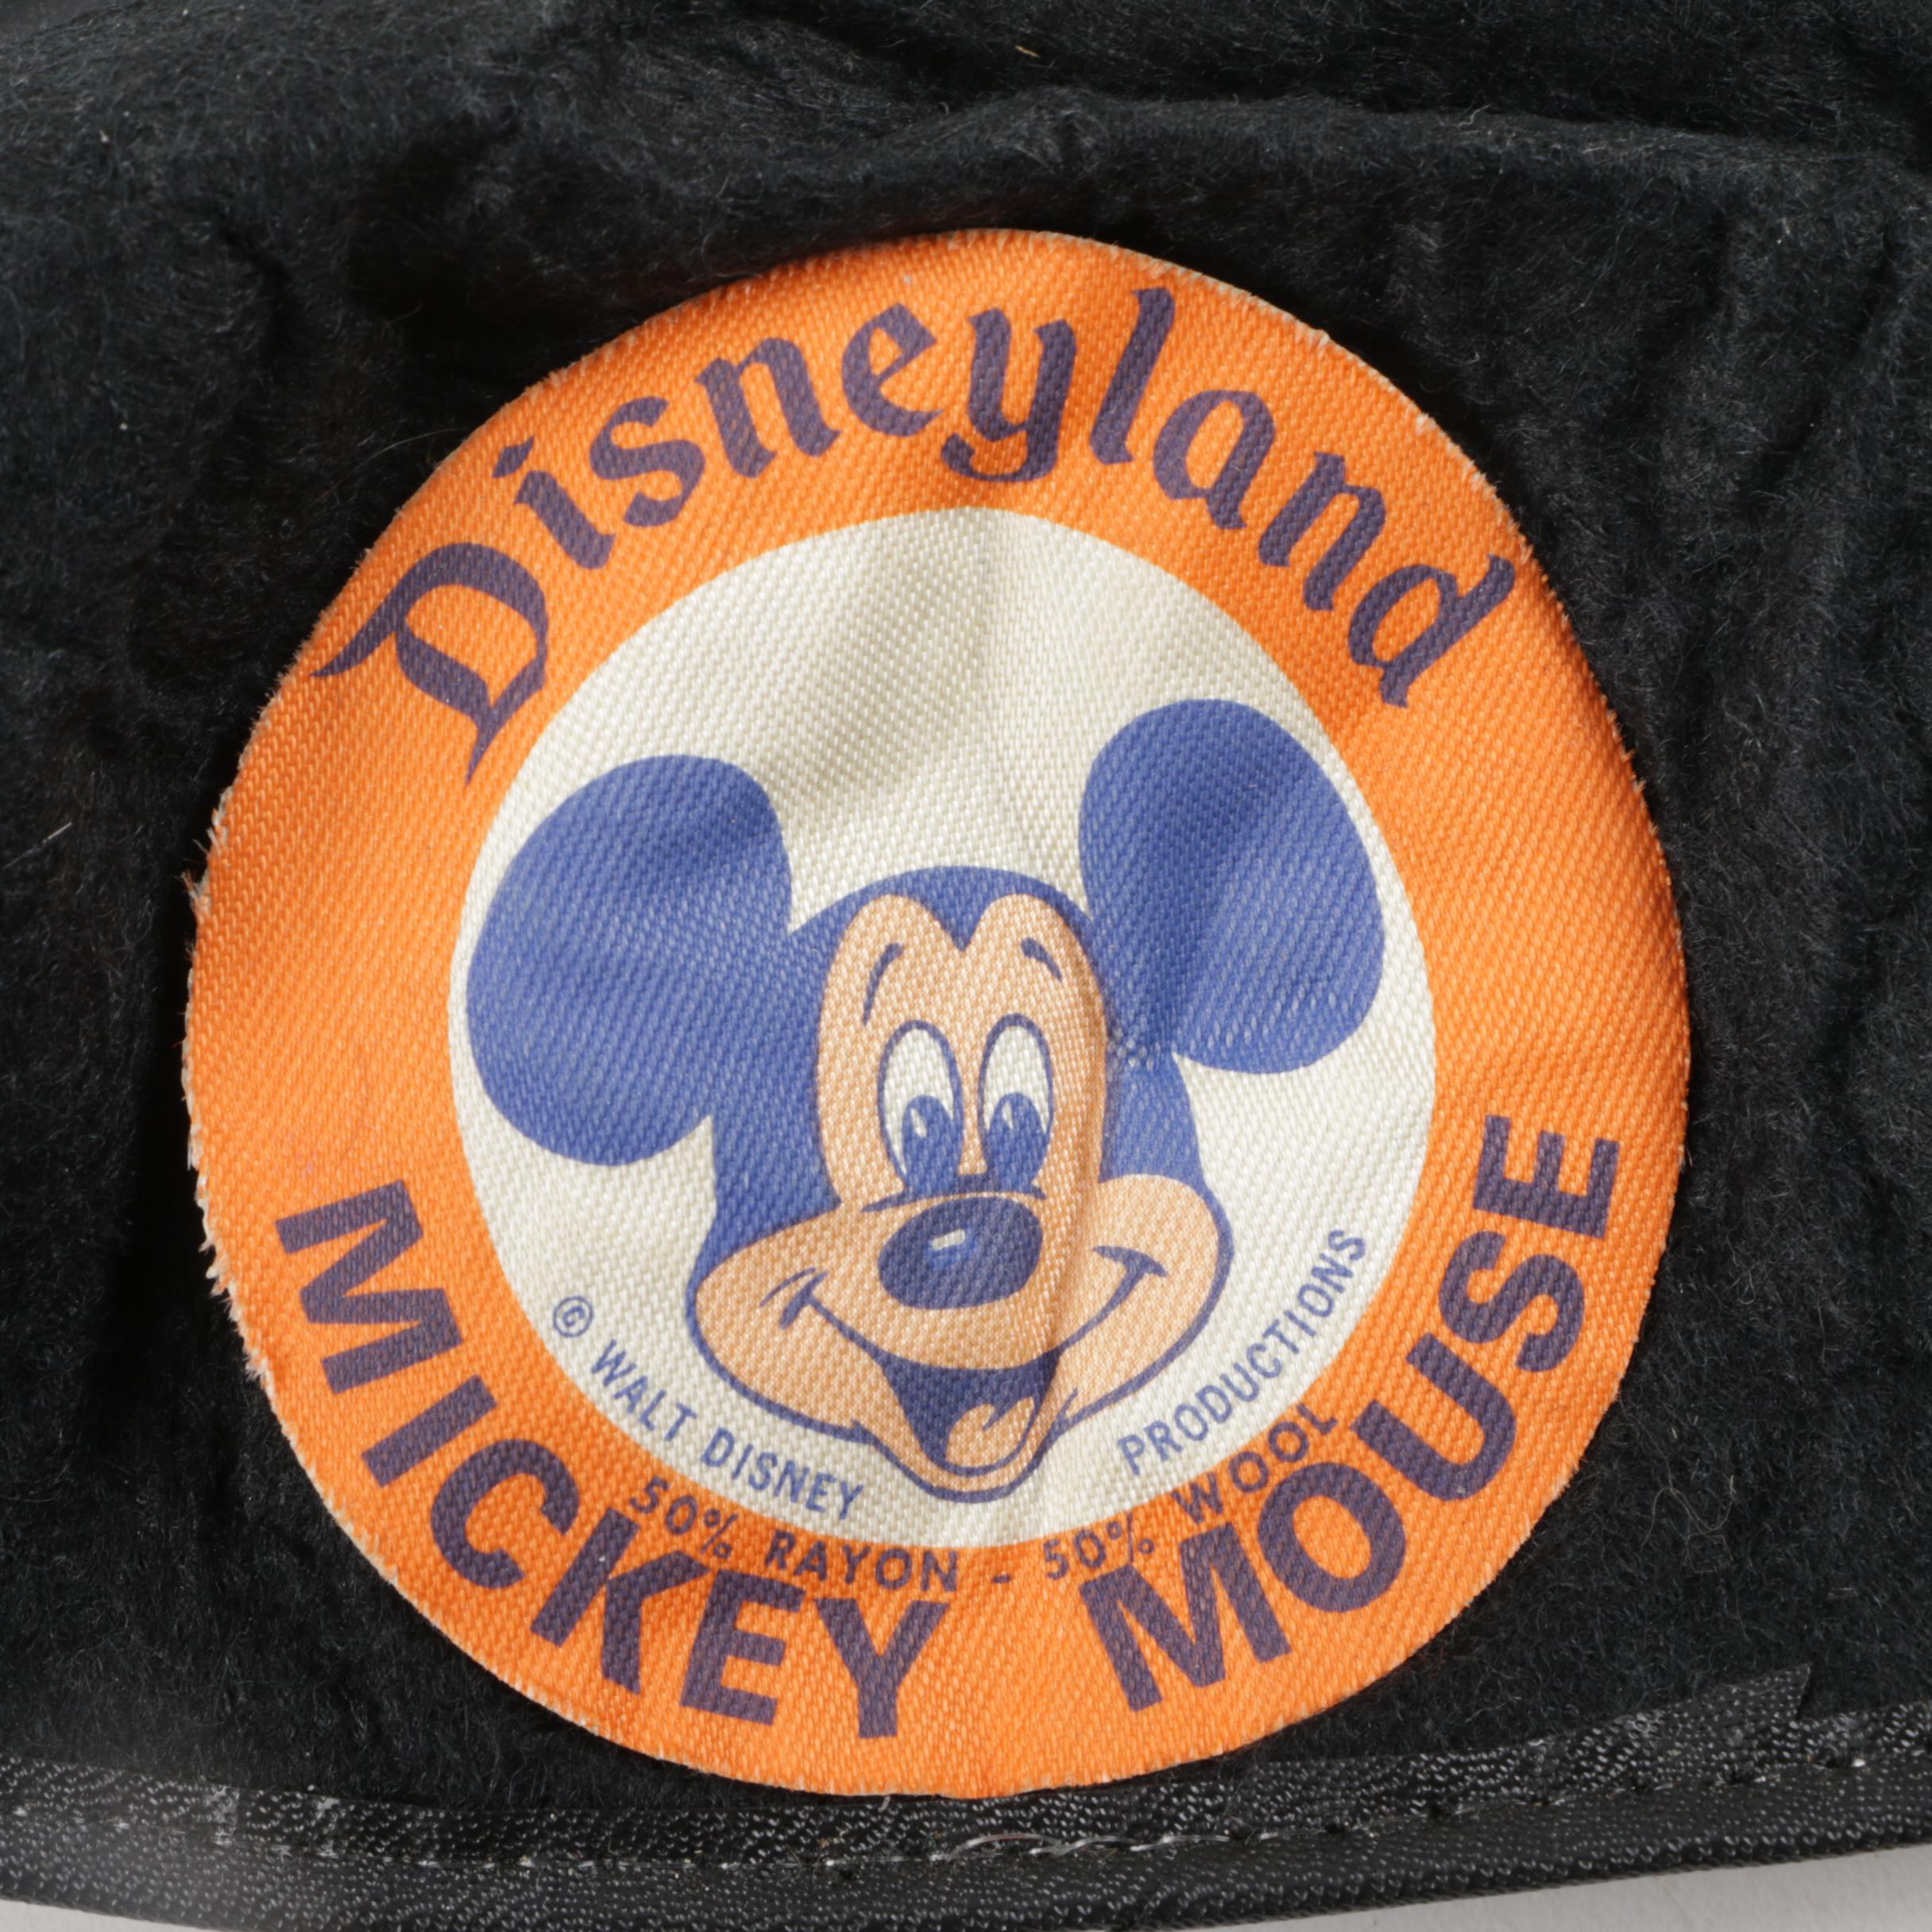 Disneyland
© WALT DISNEY PRODUCTIONS
50% RAYON - 50% WOOL
MICKEY MOUSE